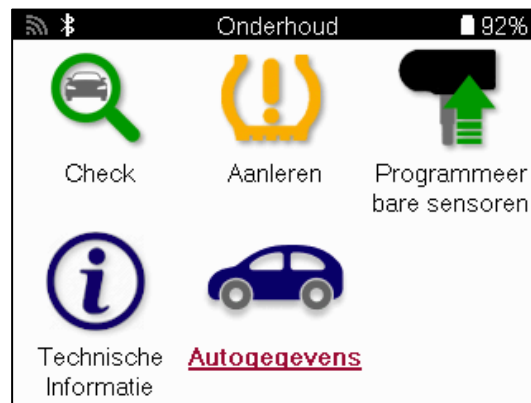 Onderhoud 92%
Check Aanleren Programmeer
bare sensoren
Technische Autogegevens
Informatie